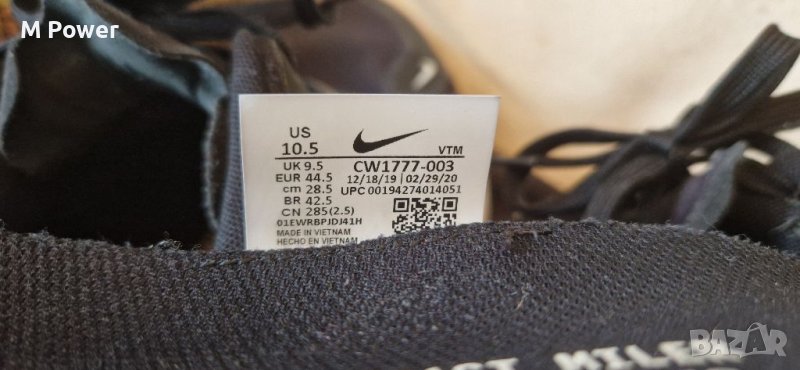 M Power
US
10.5
VTM
UK 9.5
CW1777-003
EUR 44.5
12/18/19 | 02/29/20
cm 28.5
UPC 00194274014051
BR 42.5
CN 285(2.5)
01EWRBPJDJ41H
MADE IN VIETNAM
HECHO EN VIETNAM
MILES
BAZAR